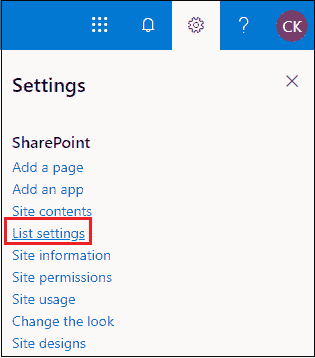 ?
CK
Settings
SharePoint
Add a page
Add an app
Site contents
List settings
Site information
Site permissions
Site usage
Change the look
Site designs